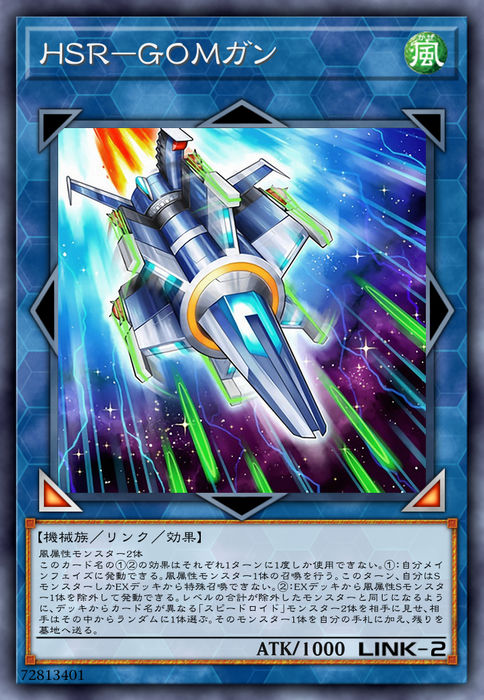 HSR-GOMガン
風
かぜ
【機械族／リンク／効果】
風属性モンスター2体
このカード名の①②の効果はそれぞれ1ターンに1度しか使用できない。①:自分メイ
ンフェイズに発動できる。風属性モンスター1体の召喚を行う。このターン、自分はS
モンスターしかEXデッキから特殊召喚できない。②:EXデッキから風属性Sモンスタ
ー1体を除外して発動できる。レベルの合計が除外したモンスターと同じになるよう
に、デッキからカード名が異なる「スピードロイド」モンスター2体を相手に見せ、相
手はその中からランダムに1体選ぶ。そのモンスター1体を自分の手札に加え、残りを
墓地へ送る。
ATK/1000 LINK-2
72813401